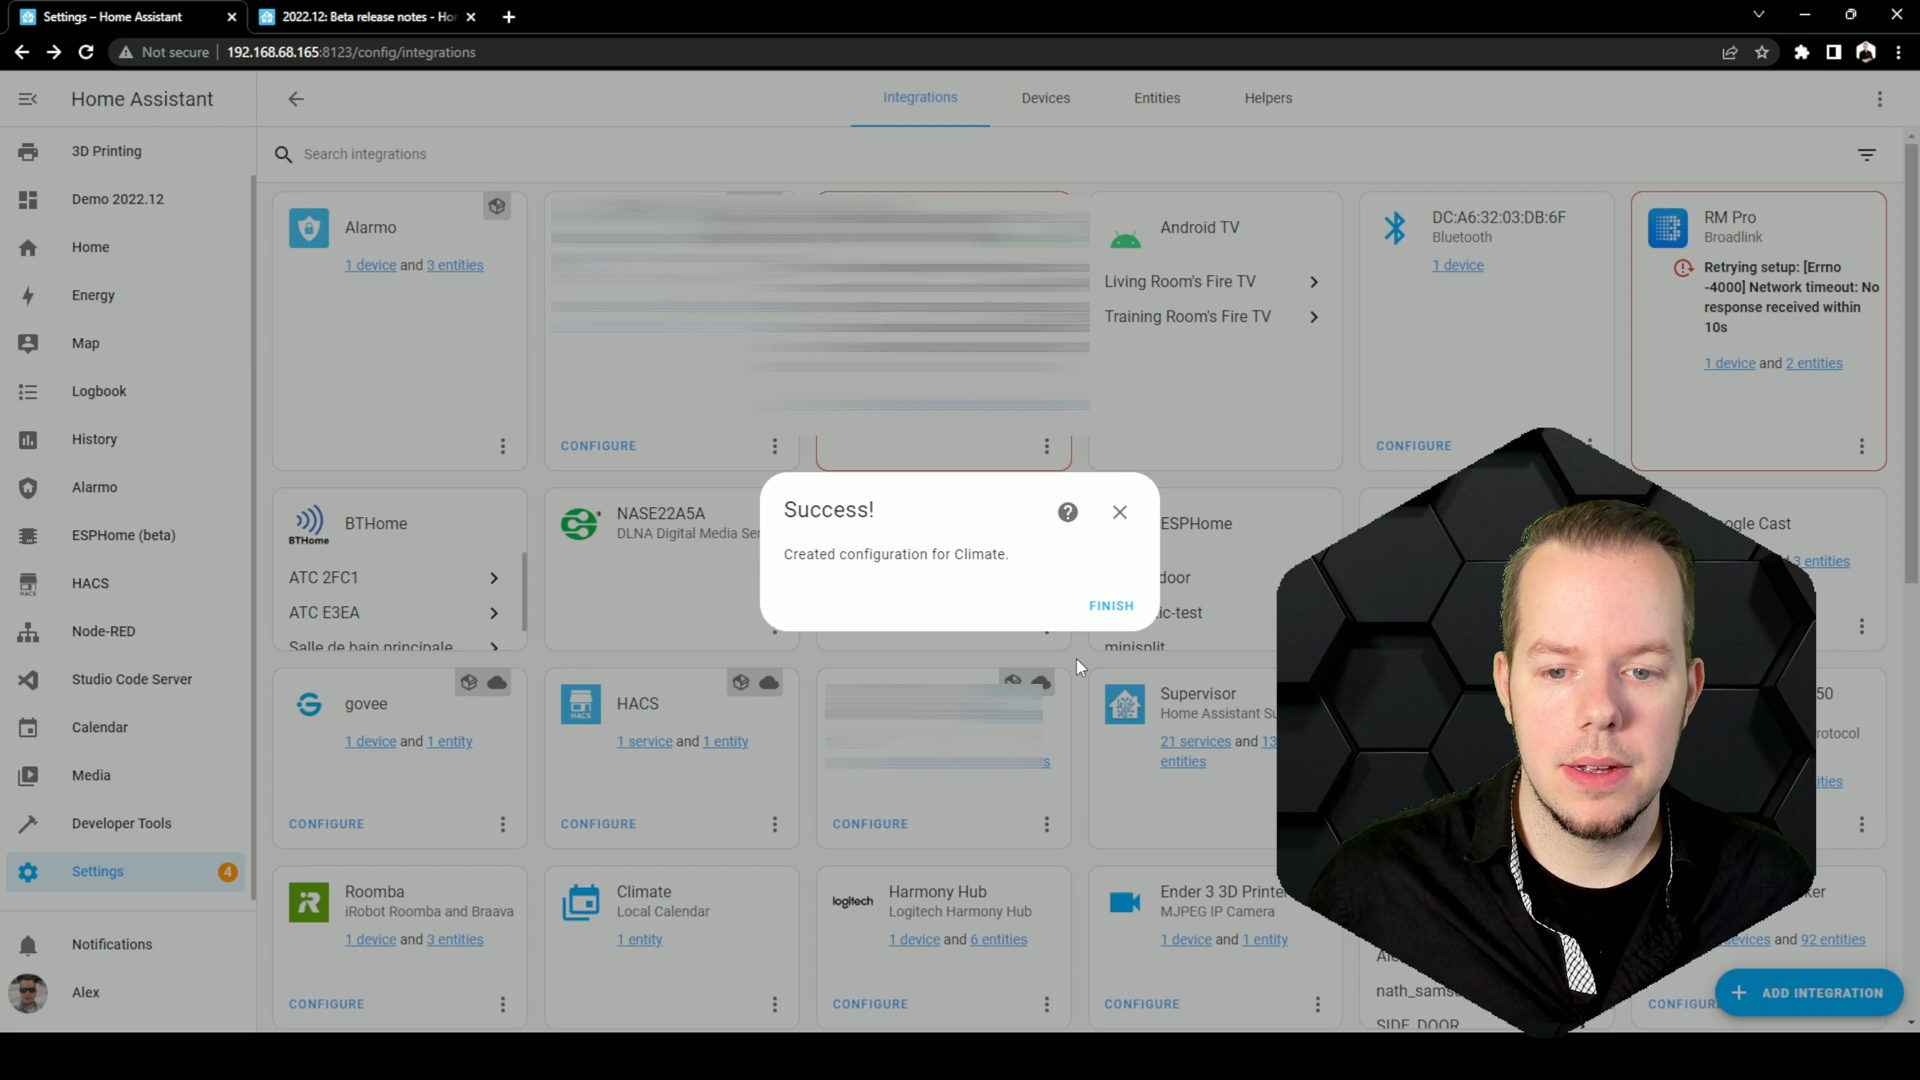 Settings – Home Assistant
2022.12: Beta release notes - Ho
Not secure
192.168.68.165:8123/config/integrations
Home Assistant
Integrations
Devices
Entities
Helpers
Search integrations
3D Printing
Demo 2022.12
Home
Energy
Map
Logbook
History
Alarmo
ESPHome (beta)
HACS
Node-RED
Studio Code Server
Calendar
Media
Developer Tools
Settings
4
Notifications
Alex
Alarmo
1 device and 3 entities
CONFIGURE
Android TV
Living Room's Fire TV
Training Room's Fire TV
DC:A6:32:03:DB:6F
Bluetooth
1 device
CONFIGURE
RM Pro
Broadlink
Retrying setup: [Errno
-4000] Network timeout: No
response received within
10s
1 device and 2 entities
BTHome
BTHome
ATC 2FC1
ATC E3EA
Salle de bain principale
NASE22A5A
DLNA Digital Media Ser
Success!
Created configuration for Climate.
FINISH
ESPHome
door
ic-test
minisplit
ogle Cast
3 entities
govee
1 device and 1 entity
CONFIGURE
HACS
HACS
1 service and 1 entity
CONFIGURE
s
CONFIGURE
Supervisor
Home Assistant Su
21 services and 13
entities
50
rotocol
ities
Roomba
iRobot Roomba and Braava
1 device and 3 entities
CONFIGURE
Climate
Local Calendar
1 entity
logitech
Harmony Hub
Logitech Harmony Hub
1 device and 6 entities
CONFIGURE
Ender 3 3D Printe
MJPEG IP Camera
1 device and 1 entity
CONFIGURE
nath_sams
SIDE_DOOR
ker
devices and 92 entities
CONFIGUR
ADD INTEGRATION